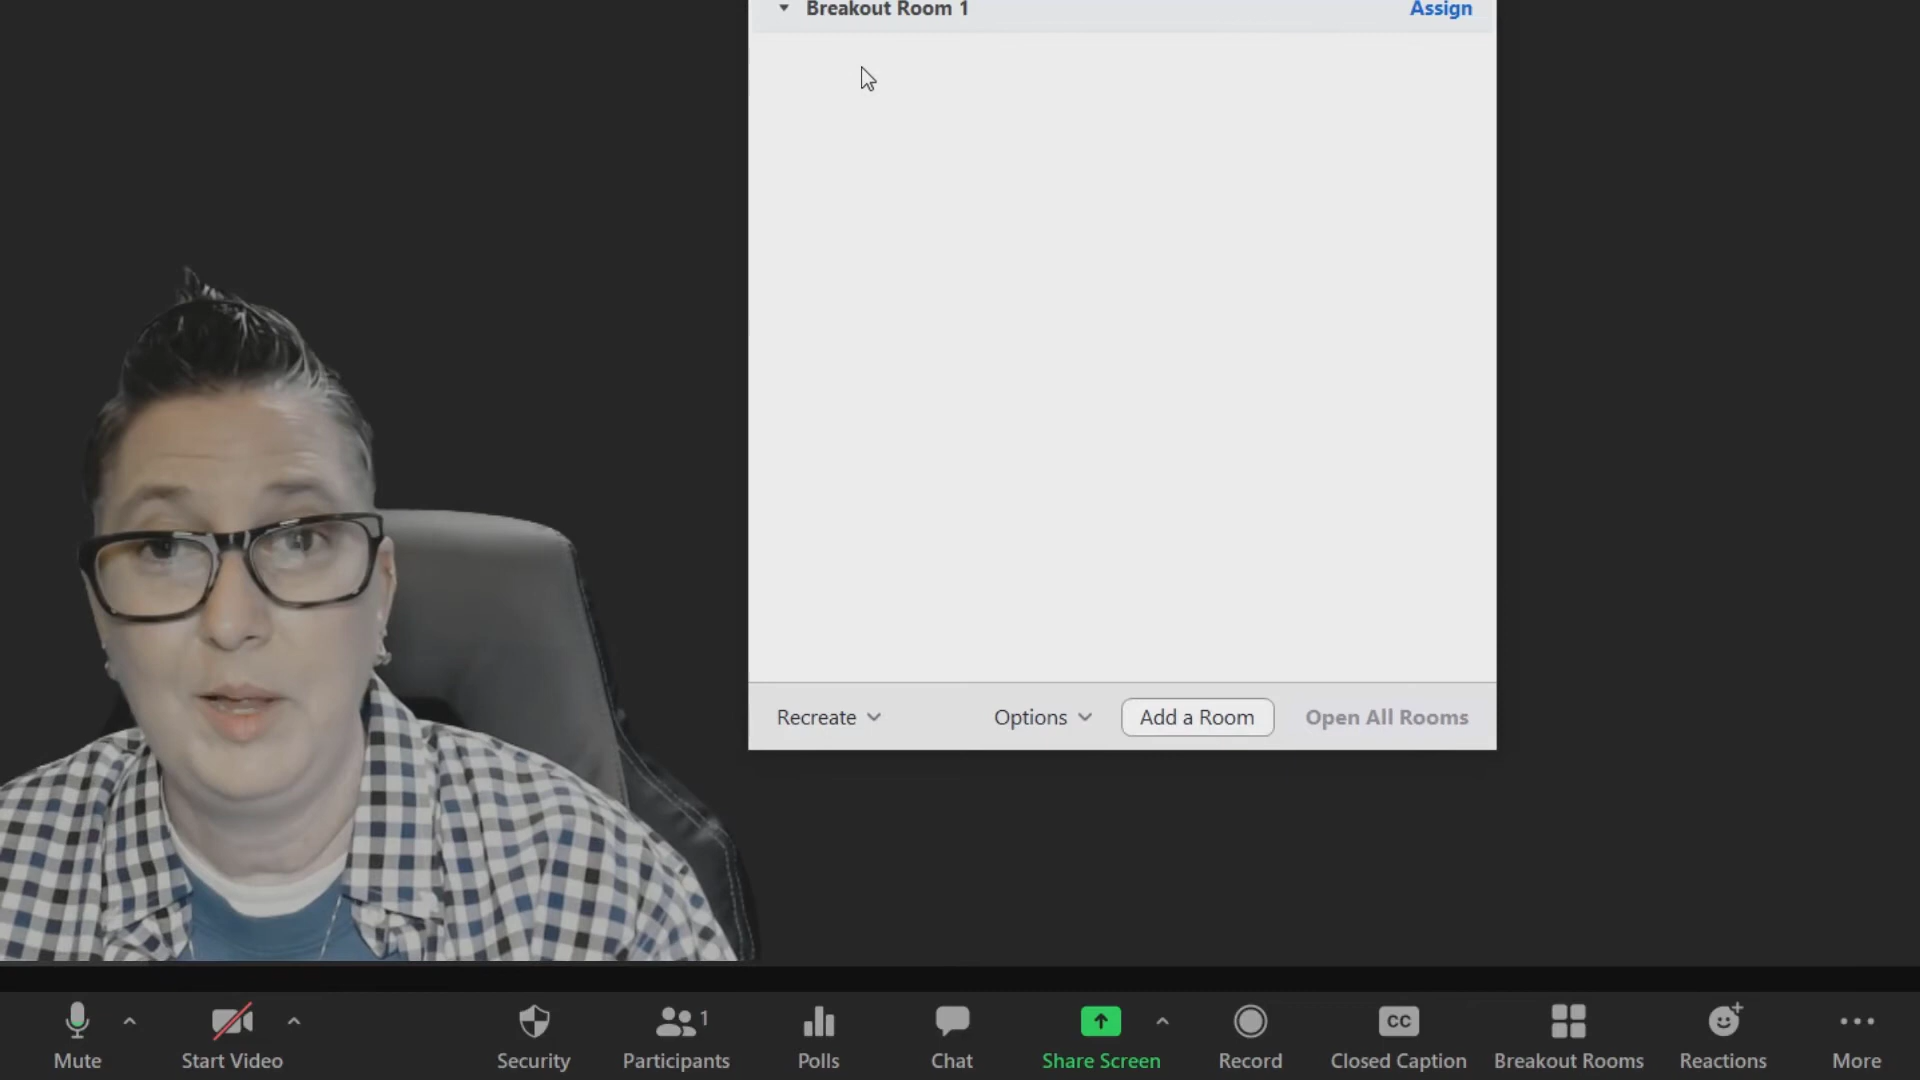 Breakout Room 1 Assign
Recreate Options Add a Room Open All Rooms
1
CC
Mute Start Video Security Participants Polls Chat Share Screen Record Closed Caption Breakout Rooms Reactions More